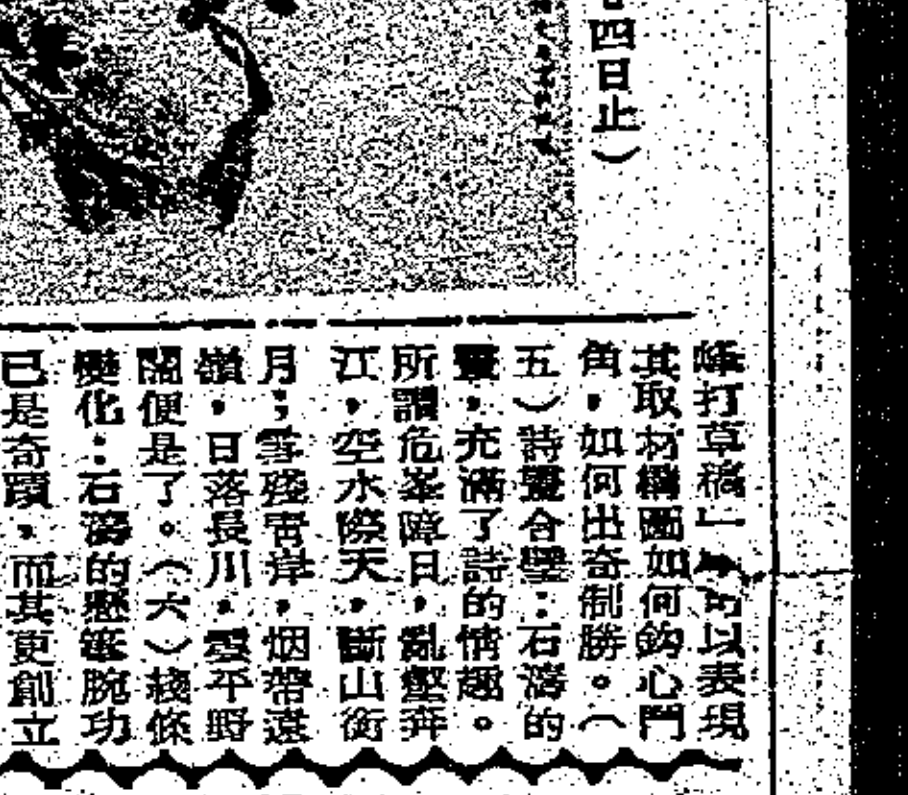 四日止）
峰打草稿」，可以表現
其取材構圖如何鈎心鬥
角，如何出奇制勝。（
五）詩畫合璧：石濤的
畫，充滿了詩的情趣。
所謂危峯障日，亂壑奔
江，空水際天，斷山銜
月；雪殘青岸，烟帶遠
嶺，日落長川，雲平野
闊便是了。（六）綫條
變化：石濤的懸筆腕功
已是奇蹟，而其更創立